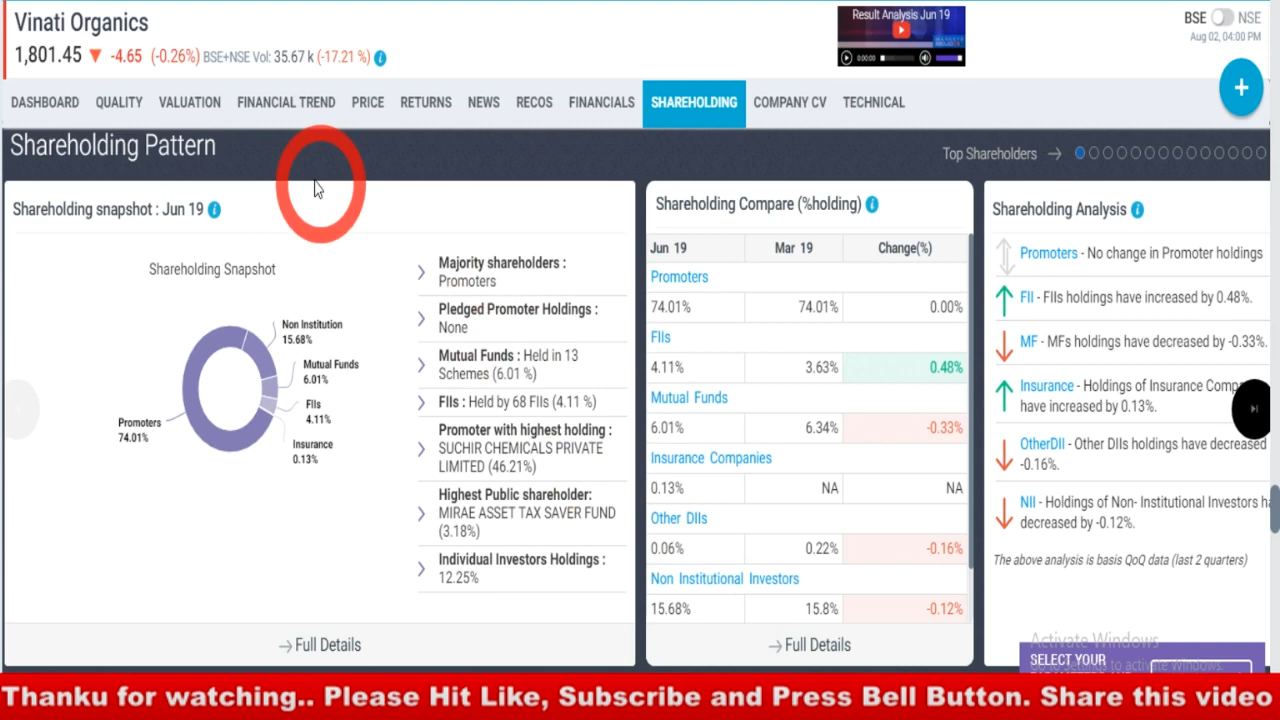 Vinati Organics
1,801.45 ▼ -4.65 (-0.26%) BSE+NSE Vol: 35.67 k (-17.21 %)
Result Analysis Jun 19
0:00:00
BSE NSE
Aug 02, 04:00 PM
+
DASHBOARD QUALITY VALUATION FINANCIAL TREND PRICE RETURNS NEWS RECOS FINANCIALS SHAREHOLDING COMPANY CV TECHNICAL
Shareholding Pattern
Top Shareholders →
Shareholding snapshot : Jun 19
Shareholding Snapshot
Non Institution
15.68%
Mutual Funds
6.01%
FIIs
4.11%
Insurance
0.13%
Promoters
74.01%
Majority shareholders :
Promoters
Pledged Promoter Holdings :
None
Mutual Funds : Held in 13
Schemes (6.01 %)
FIIs : Held by 68 FIIs (4.11 %)
Promoter with highest holding :
SUCHIR CHEMICALS PRIVATE
LIMITED (46.21%)
Highest Public shareholder:
MIRAE ASSET TAX SAVER FUND
(3.18%)
Individual Investors Holdings :
12.25%
→ Full Details
Shareholding Compare (%holding)
Jun 19 Mar 19 Change(%)
Promoters
74.01% 74.01% 0.00%
FIIs
4.11% 3.63% 0.48%
Mutual Funds
6.01% 6.34% -0.33%
Insurance Companies
0.13% NA NA
Other DIIs
0.06% 0.22% -0.16%
Non Institutional Investors
15.68% 15.8% -0.12%
→ Full Details
Shareholding Analysis
Promoters - No change in Promoter holdings
FII - FIIs holdings have increased by 0.48%.
MF - MFs holdings have decreased by -0.33%.
Insurance - Holdings of Insurance Comp
have increased by 0.13%.
OtherDII - Other DIIs holdings have decreased
-0.16%.
NII - Holdings of Non- Institutional Investors ha
decreased by -0.12%.
The above analysis is basis QoQ data (last 2 quarters)
Activate Windows
Go to Settings to activate Windows.
SELECT YOUR
Thanku for watching.. Please Hit Like, Subscribe and Press Bell Button. Share this video